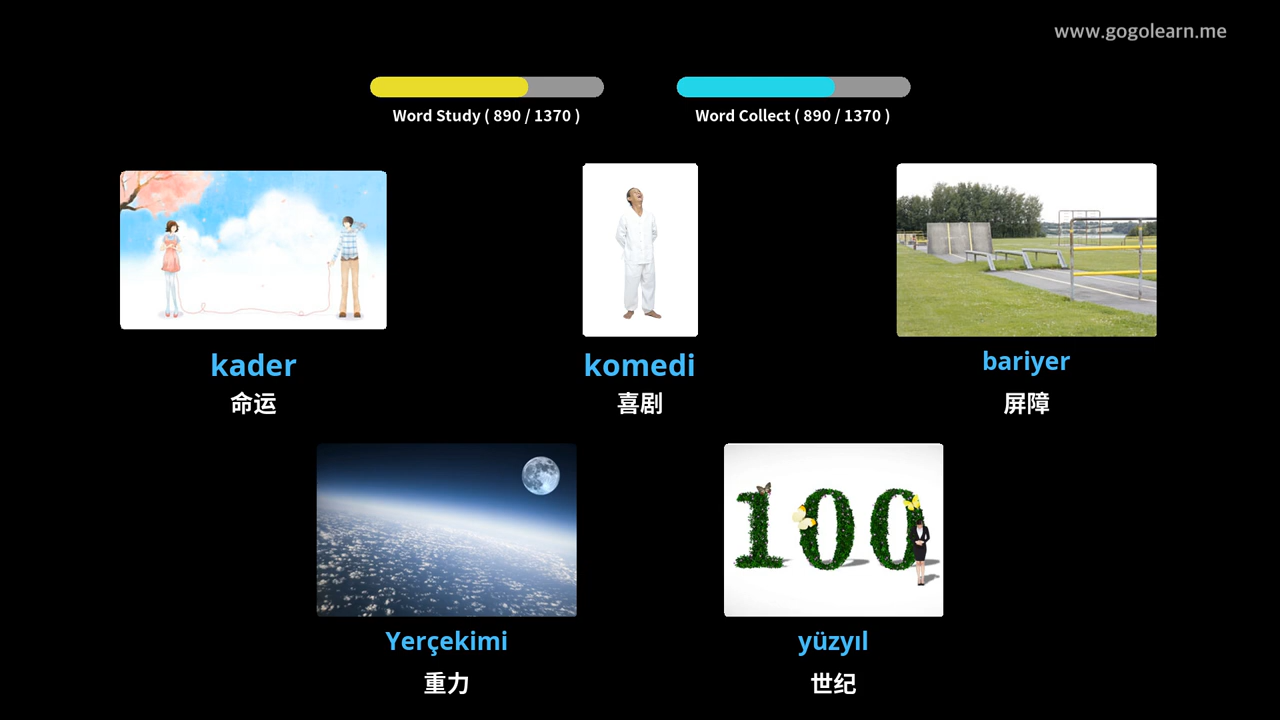 www.gogolearn.me
Word Study ( 890 / 1370 )
Word Collect ( 890 / 1370 )
kader
命运
komedi
喜剧
bariyer
屏障
Yerçekimi
重力
100
yüzyıl
世纪